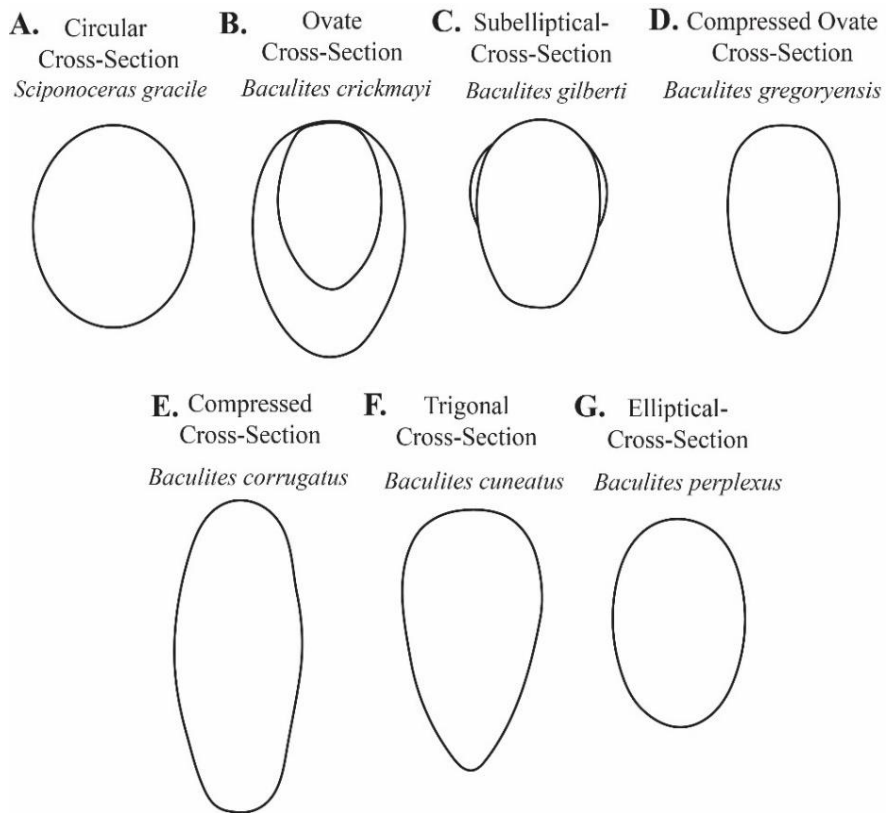 A. Circular
Cross-Section
Sciponoceras gracile
B. Ovate
Cross-Section
Baculites crickmayi
C. Subelliptical-
Cross-Section
Baculites gilberti
D. Compressed Ovate
Cross-Section
Baculites gregoryensis
E. Compressed
Cross-Section
Baculites corrugatus
F. Trigonal
Cross-Section
Baculites cuneatus
G. Elliptical-
Cross-Section
Baculites perplexus